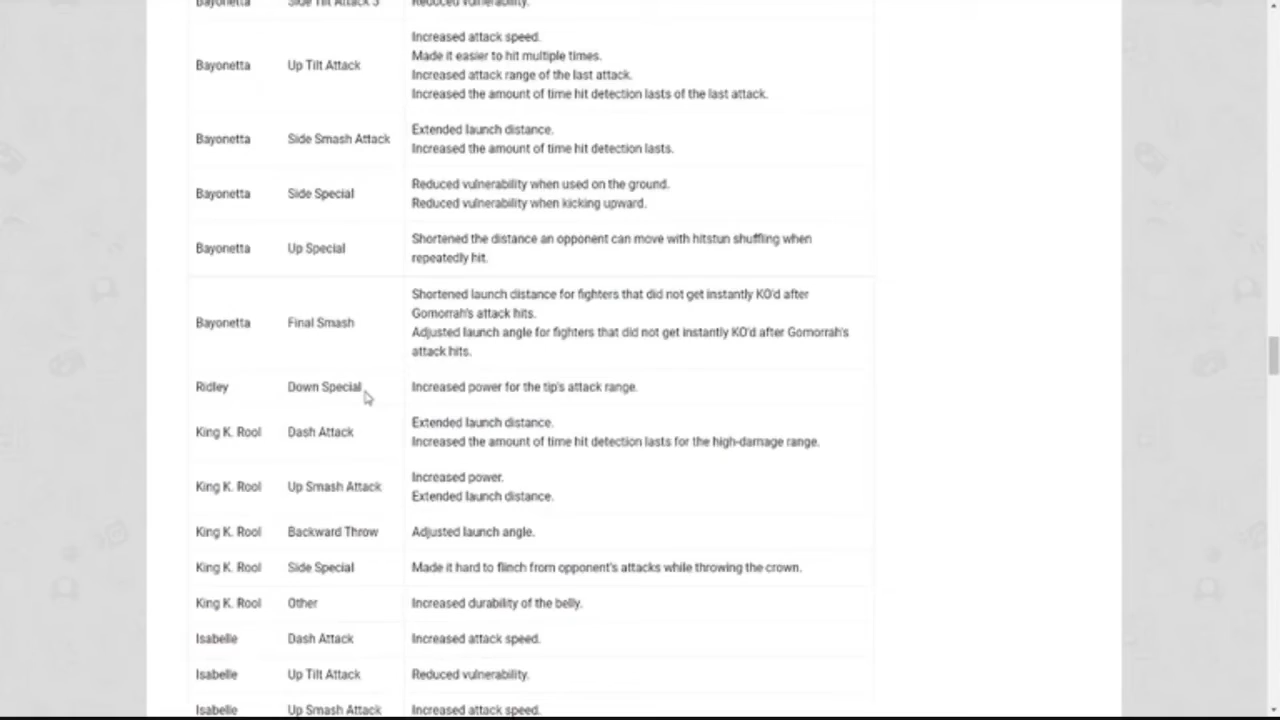 Bayonetta Side Tilt Attack 3 Reduced vulnerability.
Bayonetta Up Tilt Attack Increased attack speed.
Made it easier to hit multiple times.
Increased attack range of the last attack.
Increased the amount of time hit detection lasts of the last attack.
Bayonetta Side Smash Attack Extended launch distance.
Increased the amount of time hit detection lasts.
Bayonetta Side Special Reduced vulnerability when used on the ground.
Reduced vulnerability when kicking upward.
Bayonetta Up Special Shortened the distance an opponent can move with hitstun shuffling when
repeatedly hit.
Bayonetta Final Smash Shortened launch distance for fighters that did not get instantly KO'd after
Gomorrah's attack hits.
Adjusted launch angle for fighters that did not get instantly KO'd after Gomorrah's
attack hits.
Ridley Down Special Increased power for the tip's attack range.
King K. Rool Dash Attack Extended launch distance.
Increased the amount of time hit detection lasts for the high-damage range.
King K. Rool Up Smash Attack Increased power.
Extended launch distance.
King K. Rool Backward Throw Adjusted launch angle.
King K. Rool Side Special Made it hard to flinch from opponent's attacks while throwing the crown.
King K. Rool Other Increased durability of the belly.
Isabelle Dash Attack Increased attack speed.
Isabelle Up Tilt Attack Reduced vulnerability.
Isabelle Up Smash Attack Increased attack speed.